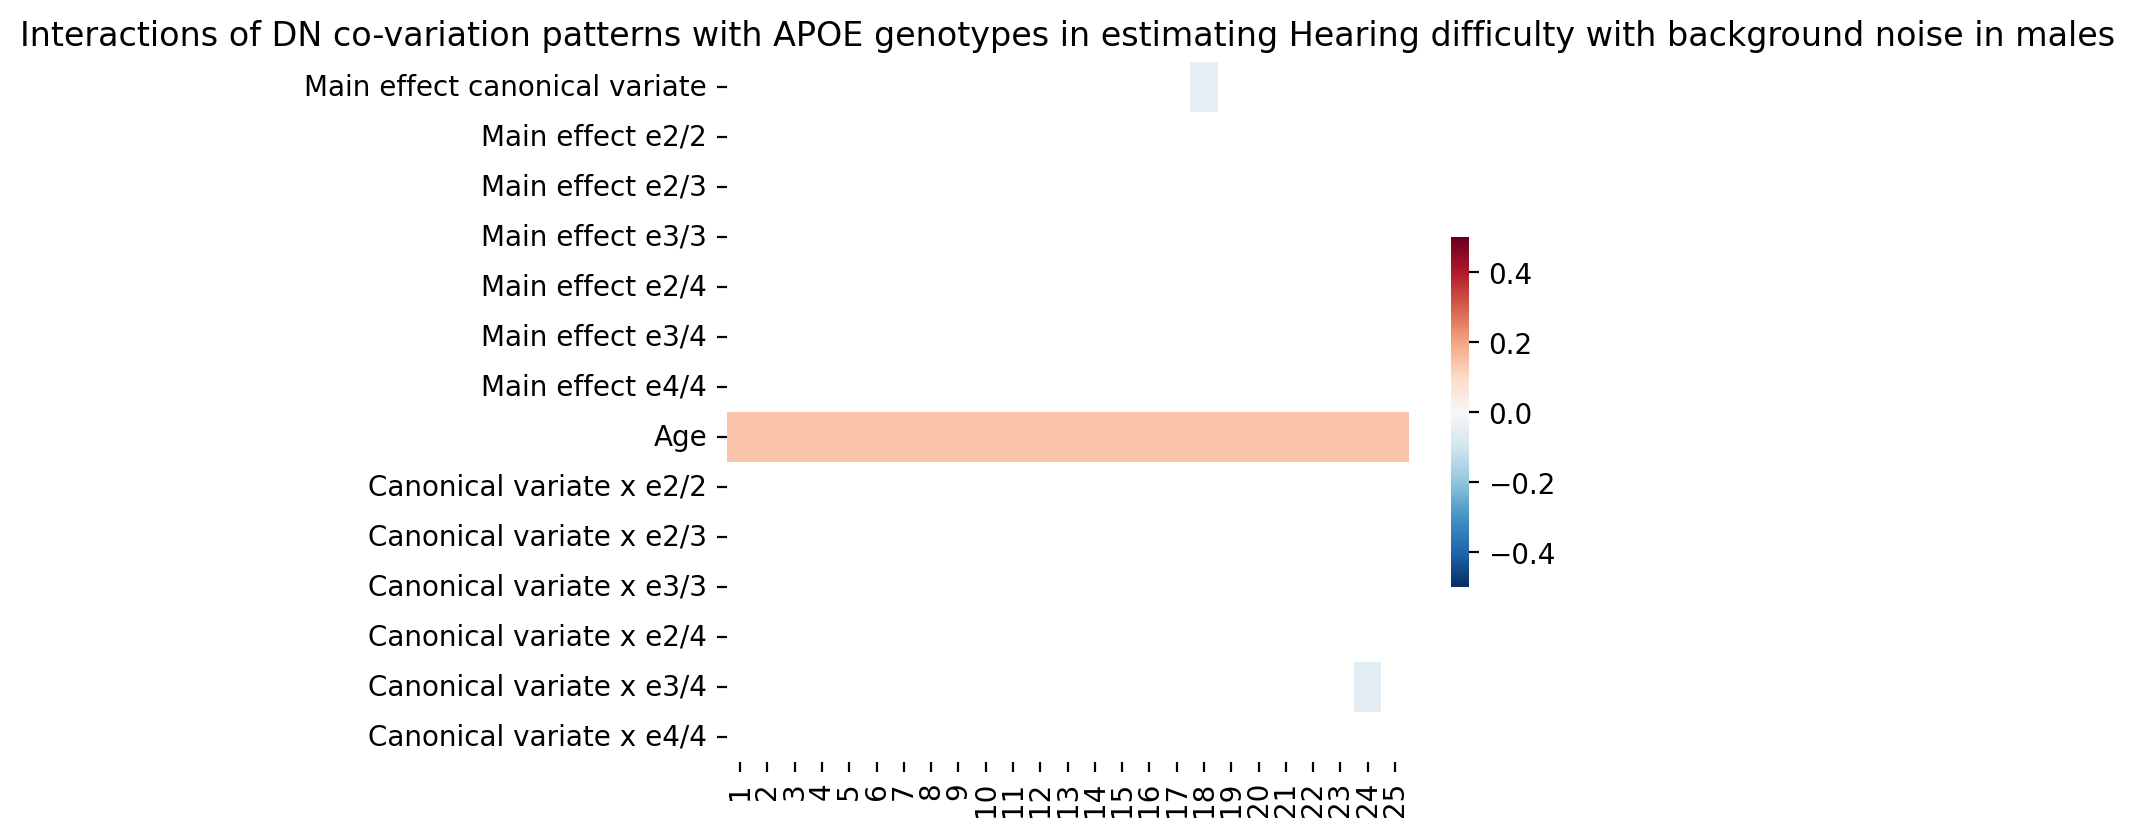 Interactions of DN co-variation patterns with APOE genotypes in estimating Hearing difficulty with background noise in males
Main effect canonical variate
Main effect e2/2
Main effect e2/3
Main effect e3/3
Main effect e2/4
Main effect e3/4
Main effect e4/4
Age
Canonical variate x e2/2
Canonical variate x e2/3
Canonical variate x e3/3
Canonical variate x e2/4
Canonical variate x e3/4
Canonical variate x e4/4
1 2 3 4 5 6 7 8 9 10 11 12 13 14 15 16 17 18 19 20 21 22 23 24 25
0.4
0.2
0.0
−0.2
−0.4